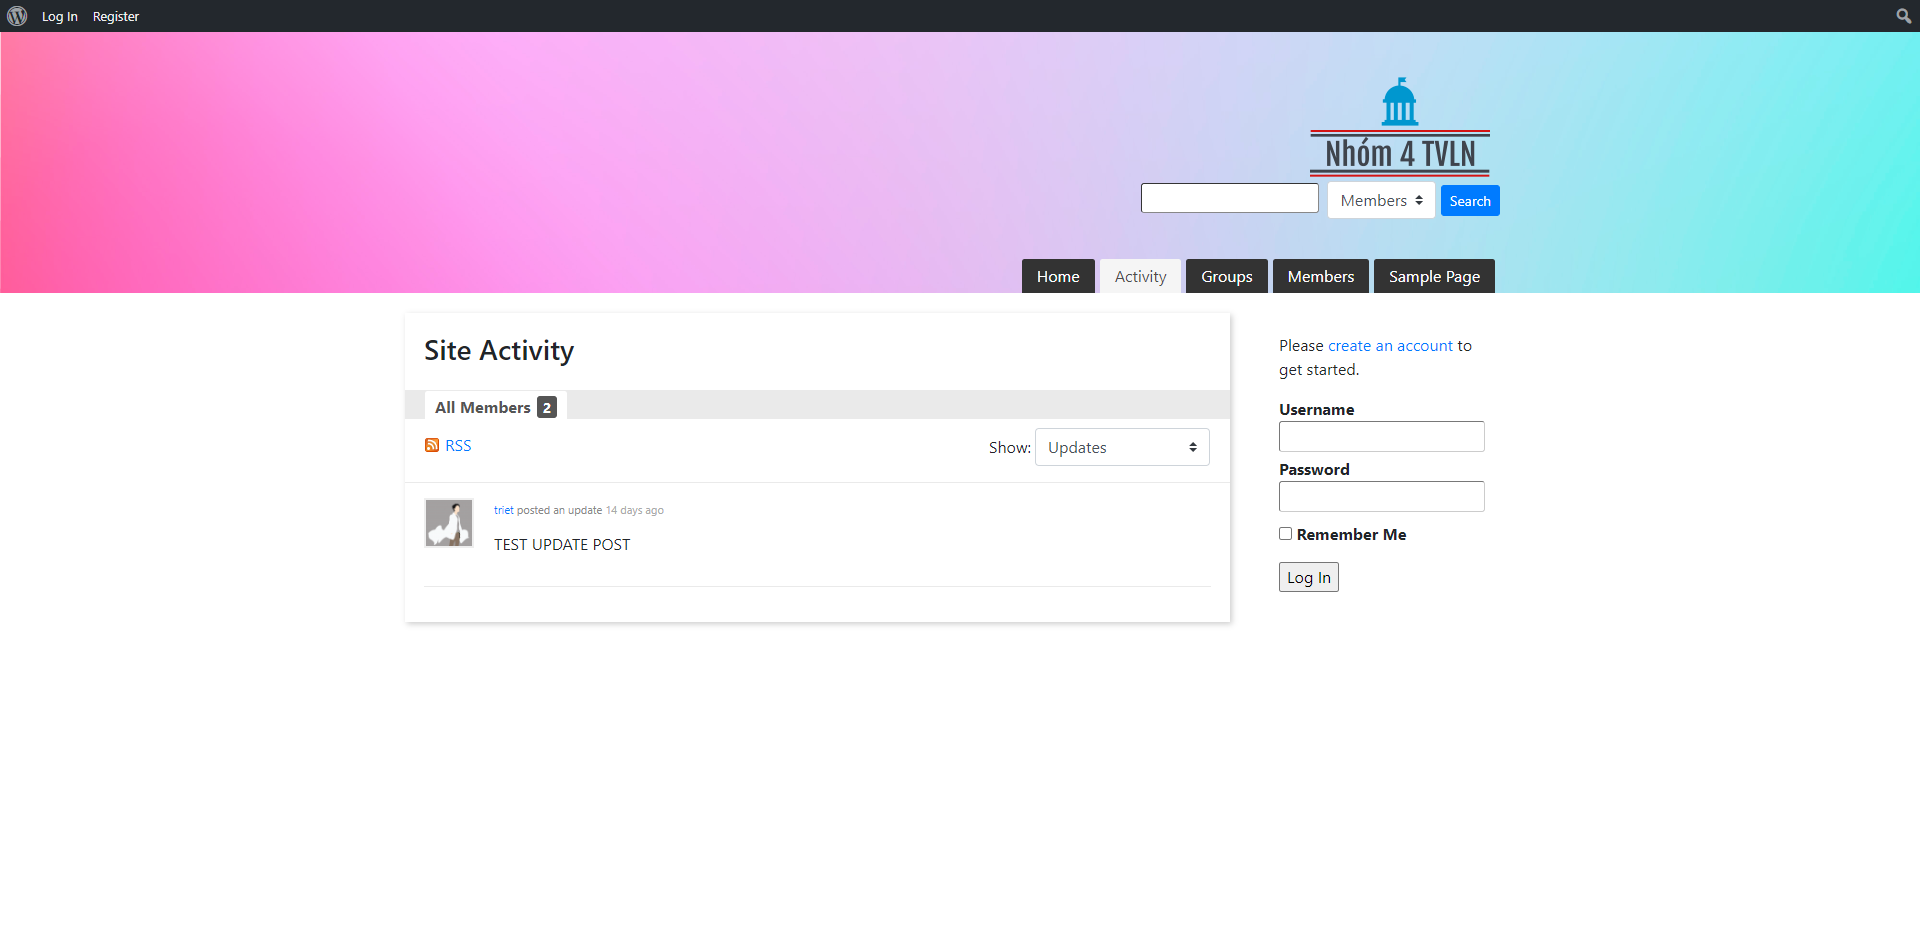 Log In Register
Nhóm 4 TVLN
Members Search
Home Activity Groups Members Sample Page
Site Activity
All Members 2
RSS Show: Updates
triet posted an update 14 days ago
TEST UPDATE POST
Please create an account to
get started.
Username
Password
Remember Me
Log In